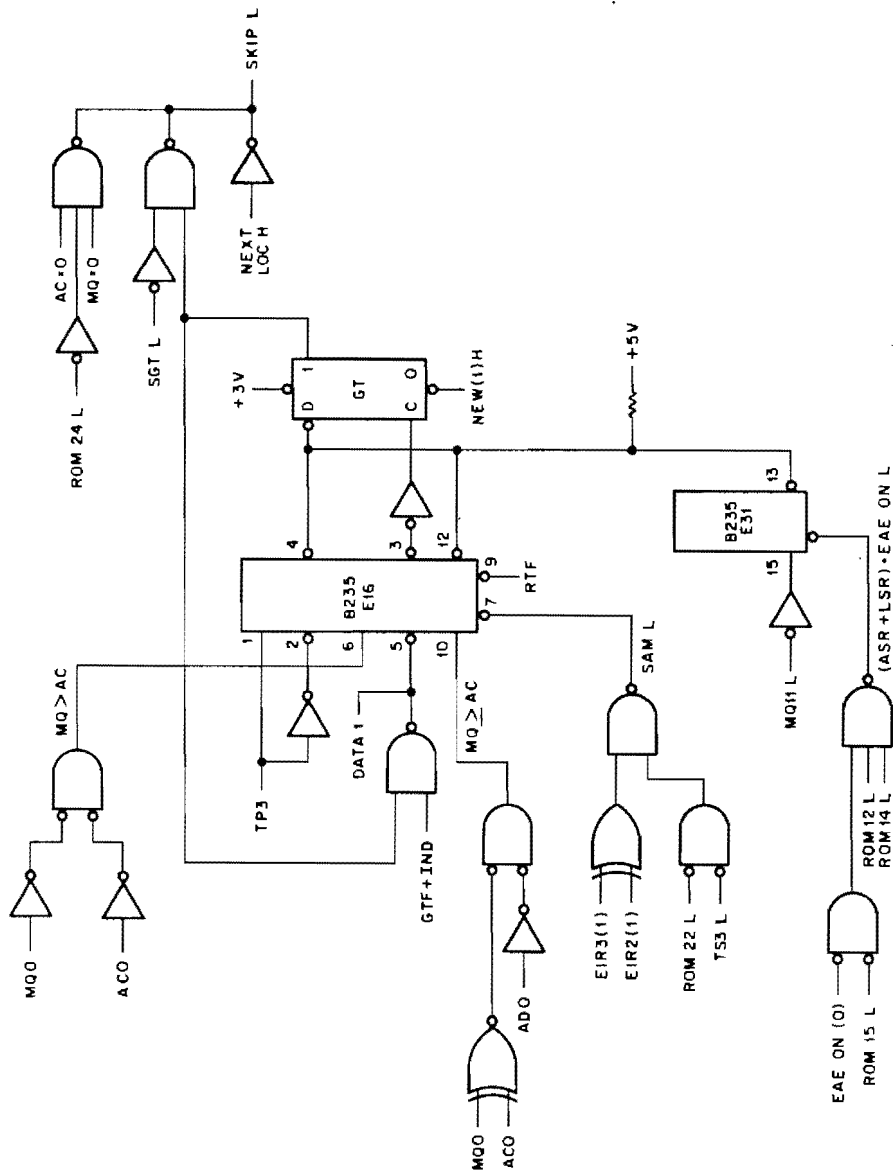 ROM 24 L
AC=0
MQ=0
SGT L
NEXT
LOC H
SKIP L
+3V
D
1
GT
C
0
NEW(1)H
MQ>AC
MQ0
AC0
TP3
DATA 1
GTF+IND
1
2
6
5
10
8235
E16
4
3
12
9
7
RTF
MQ≥AC
MQ0
AC0
AD0
EIR3(1)
EIR2(1)
ROM 22 L
TS3 L
SAM L
+5V
MQ11 L
15
8235
E31
13
(ASR+LSR)•EAE ON L
ROM 12 L
ROM 14 L
EAE ON (0)
ROM 15 L